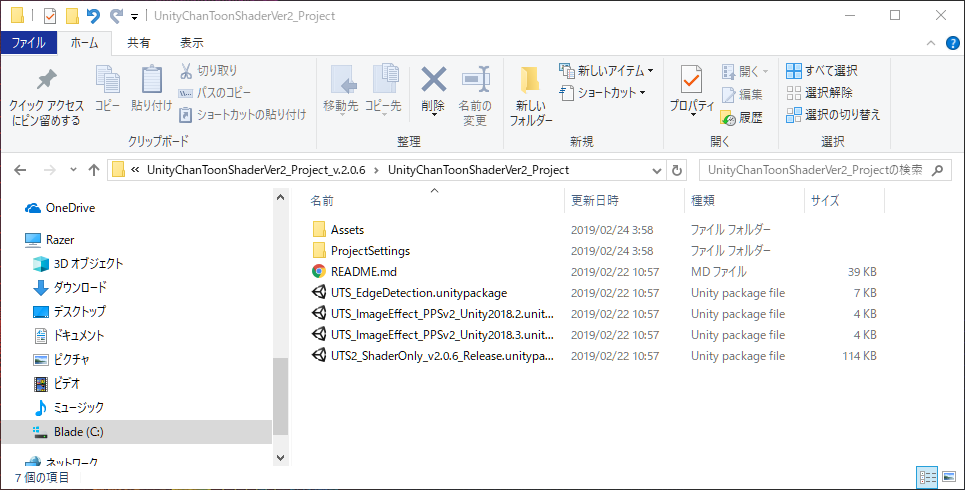 UnityChanToonShaderVer2_Project
ファイル ホーム 共有 表示
クイック アクセスにピン留めする
コピー
貼り付け
切り取り
パスのコピー
ショートカットの貼り付け
クリップボード
移動先
コピー先
削除
名前の変更
整理
新しいフォルダー
新しいアイテム
ショートカット
新規
プロパティ
開く
編集
履歴
開く
すべて選択
選択解除
選択の切り替え
選択
« UnityChanToonShaderVer2_Project_v.2.0.6 › UnityChanToonShaderVer2_Project
UnityChanToonShaderVer2_Projectの検索
OneDrive
Razer
3D オブジェクト
ダウンロード
デスクトップ
ドキュメント
ピクチャ
ビデオ
ミュージック
Blade (C:)
ネットワーク
名前 更新日時 種類 サイズ
Assets 2019/02/24 3:58 ファイル フォルダー
ProjectSettings 2019/02/24 3:58 ファイル フォルダー
README.md 2019/02/22 10:57 MD ファイル 39 KB
UTS_EdgeDetection.unitypackage 2019/02/22 10:57 Unity package file 7 KB
UTS_ImageEffect_PPSv2_Unity2018.2.unit... 2019/02/22 10:57 Unity package file 4 KB
UTS_ImageEffect_PPSv2_Unity2018.3.unit... 2019/02/22 10:57 Unity package file 4 KB
UTS2_ShaderOnly_v2.0.6_Release.unitypa... 2019/02/22 10:57 Unity package file 114 KB
7 個の項目